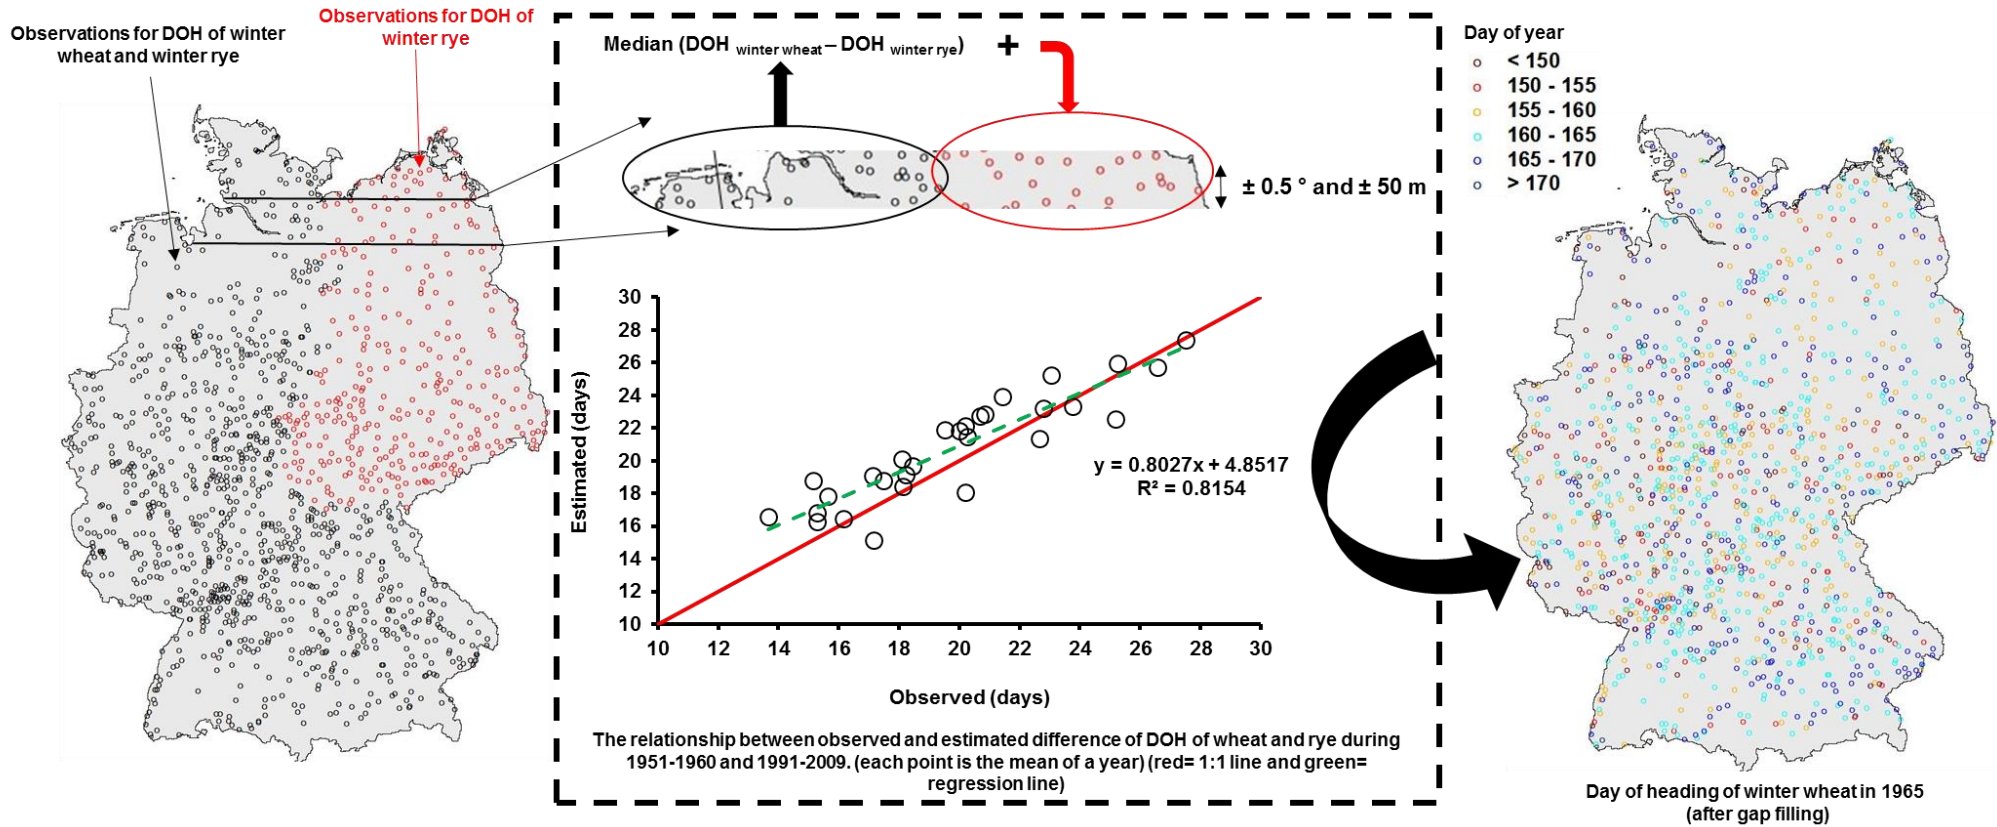 Observations for DOH of winter
wheat and winter rye
Observations for DOH of
winter rye
Median (DOH winter wheat – DOH winter rye) +
± 0.5 ° and ± 50 m
30
28
26
24
22
20
18
16
14
12
10
Estimated (days)
y = 0.8027x + 4.8517
R² = 0.8154
10 12 14 16 18 20 22 24 26 28 30
Observed (days)
The relationship between observed and estimated difference of DOH of wheat and rye during
1951-1960 and 1991-2009. (each point is the mean of a year) (red= 1:1 line and green=
regression line)
Day of year
< 150
150 - 155
155 - 160
160 - 165
165 - 170
> 170
Day of heading of winter wheat in 1965
(after gap filling)